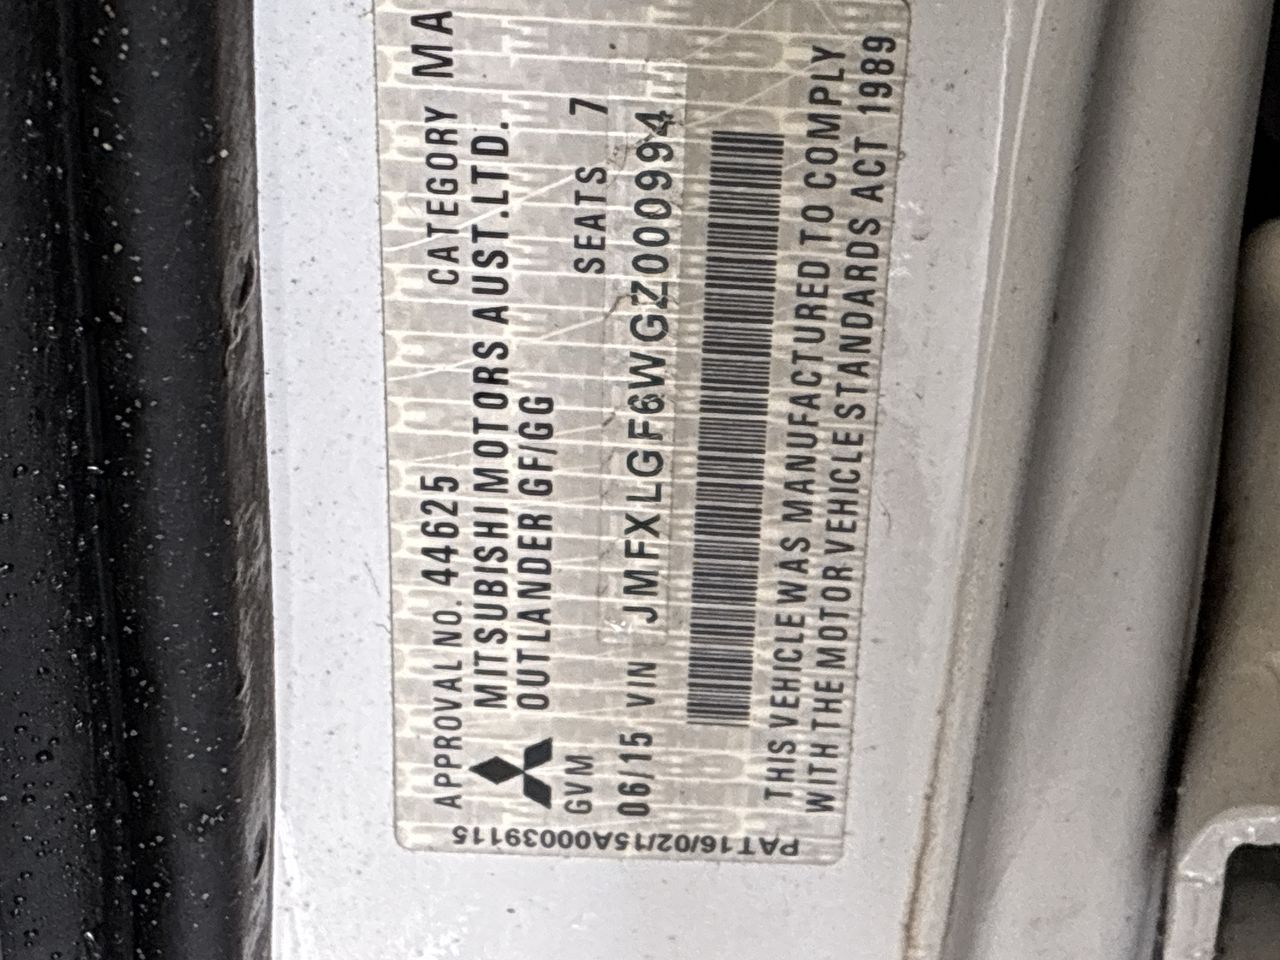 APPROVAL NO. 44625 CATEGORY MA
MITSUBISHI MOTORS AUST.LTD.
OUTLANDER GF/GG
GVM SEATS 7
06/15 VIN JMFXLGF6WGZ000994
THIS VEHICLE WAS MANUFACTURED TO COMPLY
WITH THE MOTOR VEHICLE STANDARDS ACT 1989
PAT16/02/15A00039115